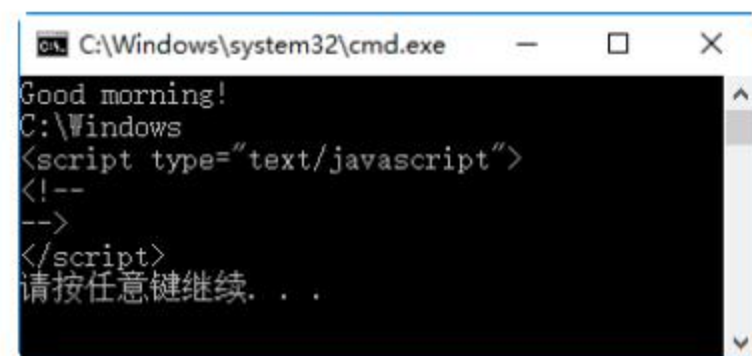 C:\Windows\system32\cmd.exe
Good morning!
C:\Windows
<script type="text/javascript">
<!--
-->
</script>
请按任意键继续. . .